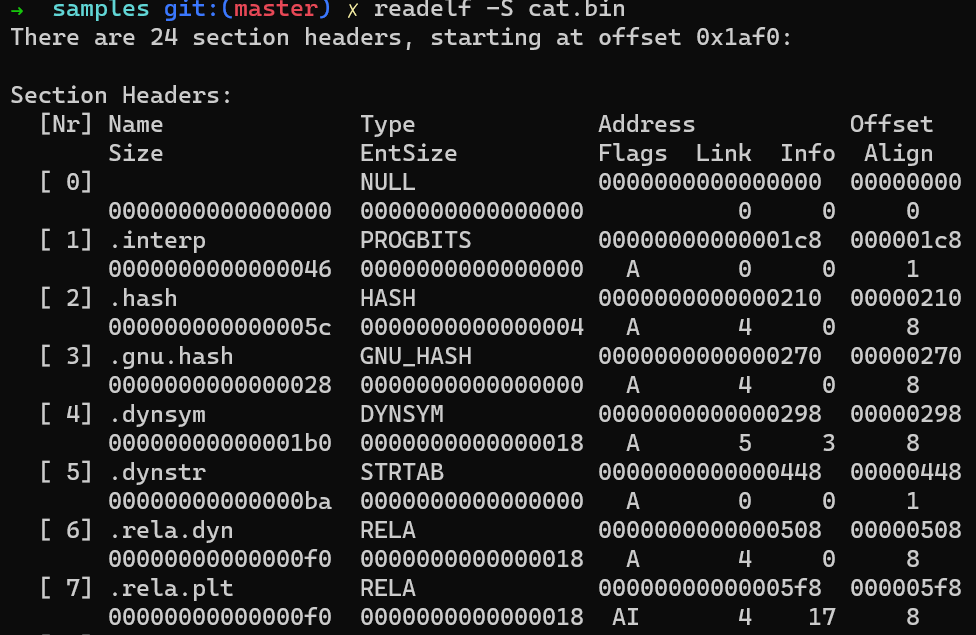 →  samples git:(master) ✗ readelf -S cat.bin
There are 24 section headers, starting at offset 0x1af0:

Section Headers:
  [Nr] Name              Type             Address           Offset
       Size              EntSize          Flags  Link  Info  Align
  [ 0]                   NULL             0000000000000000  00000000
       0000000000000000  0000000000000000           0     0     0
  [ 1] .interp           PROGBITS         00000000000001c8  000001c8
       0000000000000046  0000000000000000   A       0     0     1
  [ 2] .hash             HASH             0000000000000210  00000210
       000000000000005c  0000000000000004   A       4     0     8
  [ 3] .gnu.hash         GNU_HASH         0000000000000270  00000270
       0000000000000028  0000000000000000   A       4     0     8
  [ 4] .dynsym           DYNSYM           0000000000000298  00000298
       00000000000001b0  0000000000000018   A       5     3     8
  [ 5] .dynstr           STRTAB           0000000000000448  00000448
       00000000000000ba  0000000000000000   A       0     0     1
  [ 6] .rela.dyn         RELA             0000000000000508  00000508
       00000000000000f0  0000000000000018   A       4     0     8
  [ 7] .rela.plt         RELA             00000000000005f8  000005f8
       00000000000000f0  0000000000000018  AI       4    17     8